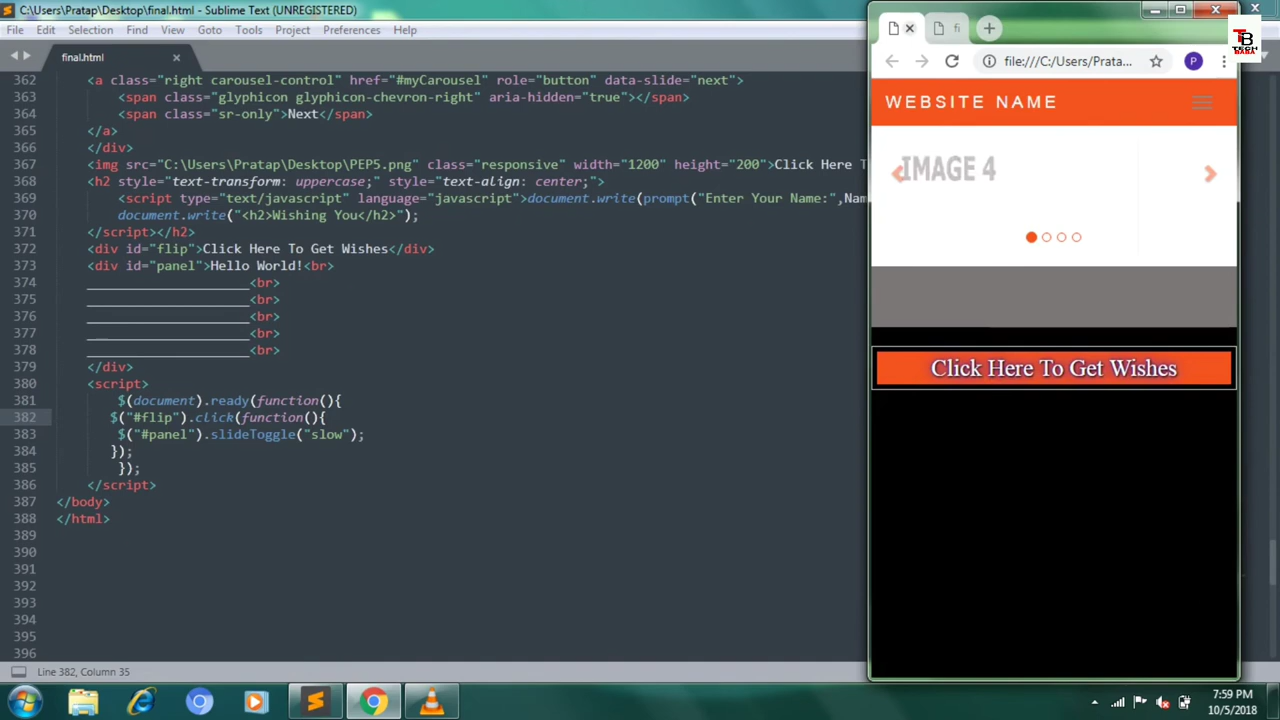 C:\Users\Pratap\Desktop\final.html - Sublime Text (UNREGISTERED)
File Edit Selection Find View Goto Tools Project Preferences Help
final.html
362 <a class="right carousel-control" href="#myCarousel" role="button" data-slide="next">
363 <span class="glyphicon glyphicon-chevron-right" aria-hidden="true"></span>
364 <span class="sr-only">Next</span>
365 </a>
366 </div>
367 <img src="C:\Users\Pratap\Desktop\PEP5.png" class="responsive" width="1200" height="200">Click Here T
368 <h2 style="text-transform: uppercase;" style="text-align: center;">
369 <script type="text/javascript" language="javascript">document.write(prompt("Enter Your Name:",Nam
370 document.write("<h2>Wishing You</h2>");
371 </script></h2>
372 <div id="flip">Click Here To Get Wishes</div>
373 <div id="panel">Hello World!<br>
374 _____________________<br>
375 _____________________<br>
376 _____________________<br>
377 _____________________<br>
378 _____________________<br>
379 </div>
380 <script>
381 $(document).ready(function(){
382 $("#flip").click(function(){
383 $("#panel").slideToggle("slow");
384 });
385 });
386 </script>
387 </body>
388 </html>
389
390
391
392
393
394
395
396
Line 382, Column 35
fi
TB
TECH BABA
file:///C:/Users/Prata...
P
WEBSITE NAME
IMAGE 4
Click Here To Get Wishes
7:59 PM
10/5/2018